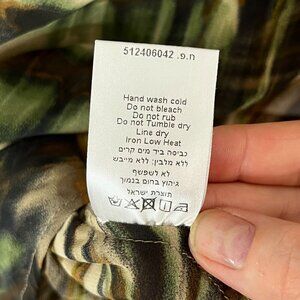 ח.פ. 512406042
Hand wash cold
Do not bleach
Do not rub
Do not Tumble dry
Line dry
Iron Low Heat
כביסה ביד מים קרים
ללא מלבין, ללא מייבש
לא לשפשף
גיהוץ בחום בנמוך
תוצרת ישראל